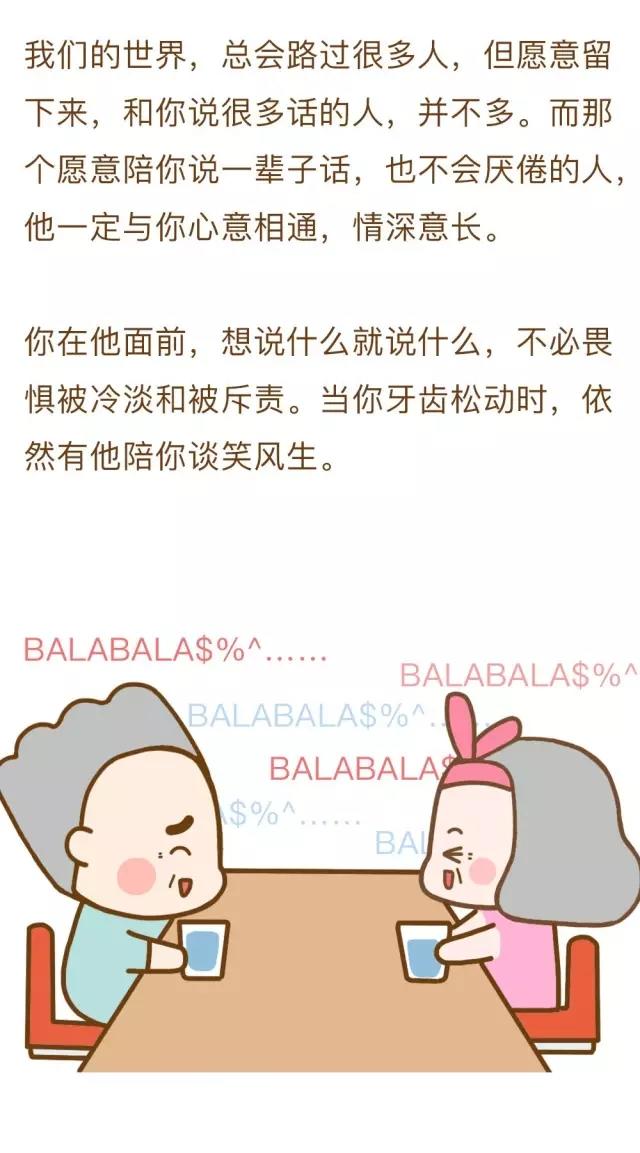 我们的世界，总会路过很多人，但愿意留
下来，和你说很多话的人，并不多。而那
个愿意陪你说一辈子话，也不会厌倦的人，
他一定与你心意相通，情深意长。
你在他面前，想说什么就说什么，不必畏
惧被冷淡和被斥责。当你牙齿松动时，依
然有他陪你谈笑风生。
BALABALA$%^……
BALABALA$%^
BALABALA$%^……
BALABALA$
A$%^……
BAL